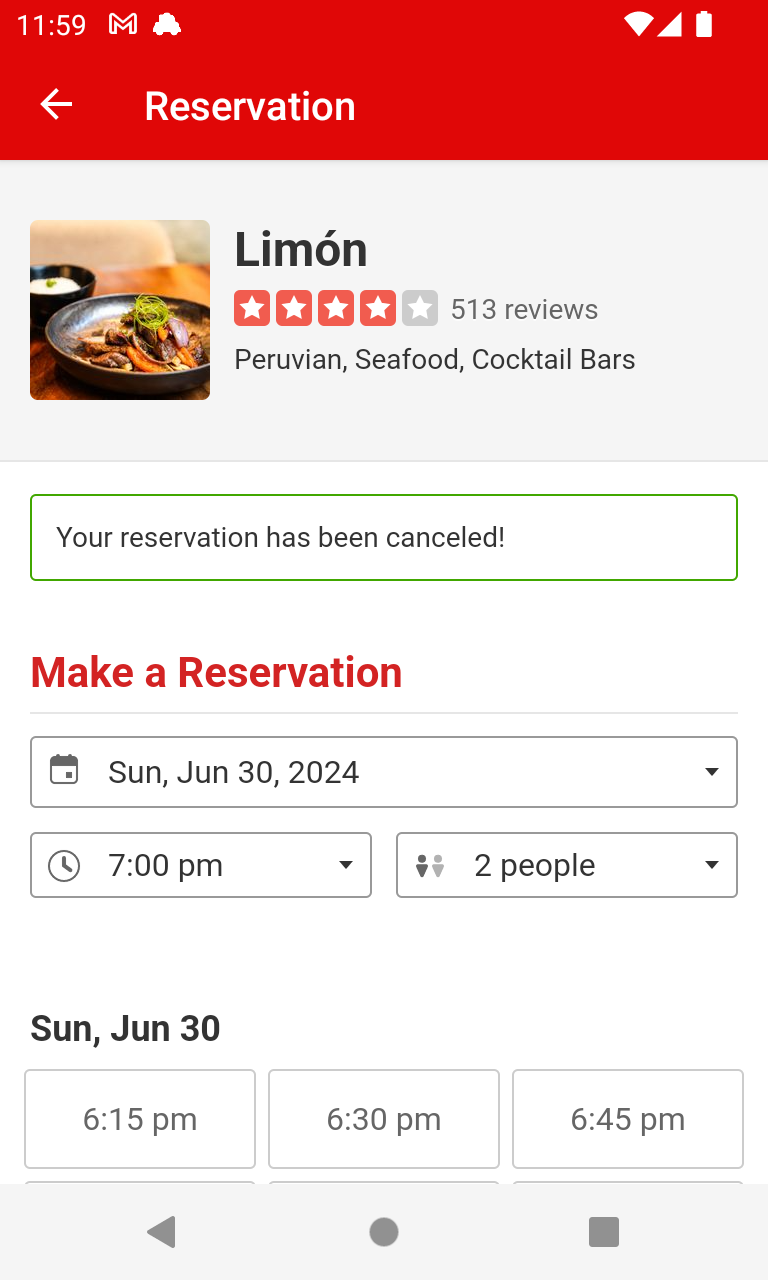 11:59
Reservation
Limón
513 reviews
Peruvian, Seafood, Cocktail Bars
Your reservation has been canceled!
Make a Reservation
Sun, Jun 30, 2024
7:00 pm
2 people
Sun, Jun 30
6:15 pm
6:30 pm
6:45 pm